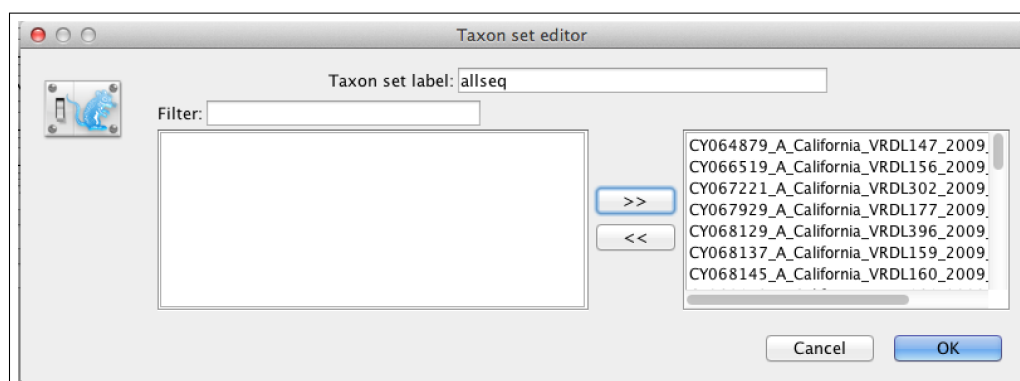 Taxon set editor
Taxon set label: allseq
Filter:
CY064879_A_California_VRDL147_2009_
CY066519_A_California_VRDL156_2009_
CY067221_A_California_VRDL302_2009_
CY067929_A_California_VRDL177_2009_
CY068129_A_California_VRDL396_2009_
CY068137_A_California_VRDL159_2009_
CY068145_A_California_VRDL160_2009_
>>
<<
Cancel
OK